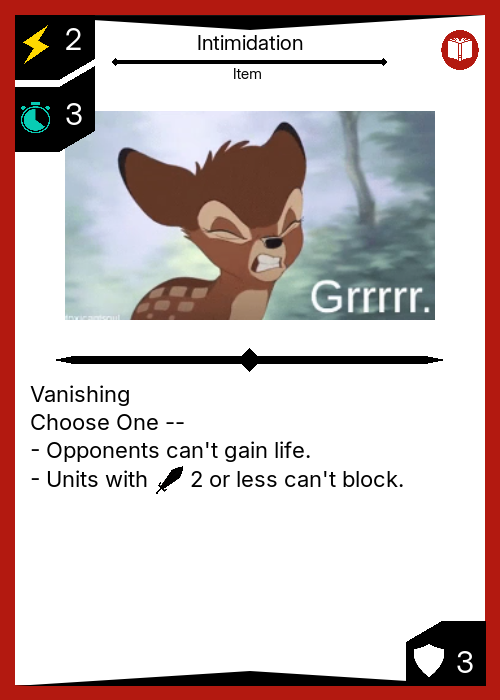 2
Intimidation
Item
3
Grrrrr.
Vanishing
Choose One --
- Opponents can't gain life.
- Units with 2 or less can't block.
3